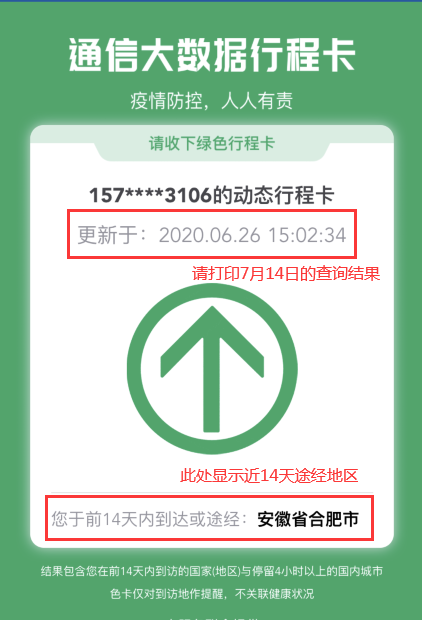 通信大数据行程卡
疫情防控，人人有责
请收下绿色行程卡
157****3106的动态行程卡
更新于：2020.06.26 15:02:34
请打印7月14日的查询结果
此处显示近14天途经地区
您于前14天内到达或途经：安徽省合肥市
结果包含您在前14天内到访的国家(地区)与停留4小时以上的国内城市
色卡仅对到访地作提醒，不关联健康状况